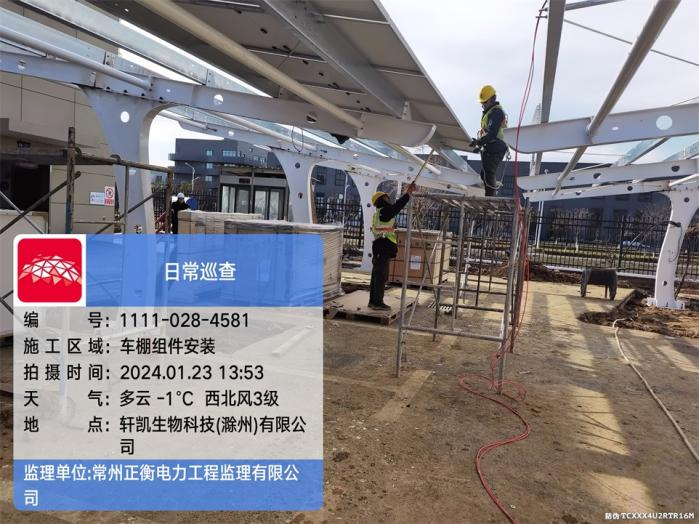 日常巡查
编 号：1111-028-4581
施工区域：车棚组件安装
拍摄时间：2024.01.23 13:53
天 气：多云 -1℃ 西北风3级
地 点：轩凯生物科技(滁州)有限公
司
监理单位:常州正衡电力工程监理有限公
司
防伪 TCXXX4U2RTR16M